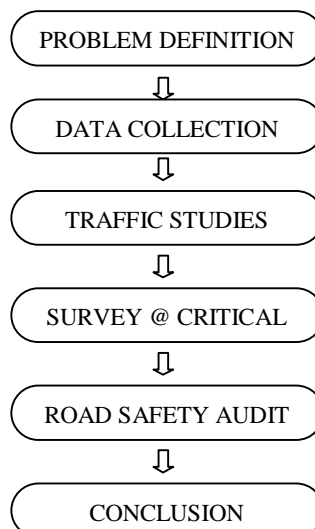 PROBLEM DEFINITION
DATA COLLECTION
TRAFFIC STUDIES
SURVEY @ CRITICAL
ROAD SAFETY AUDIT
CONCLUSION